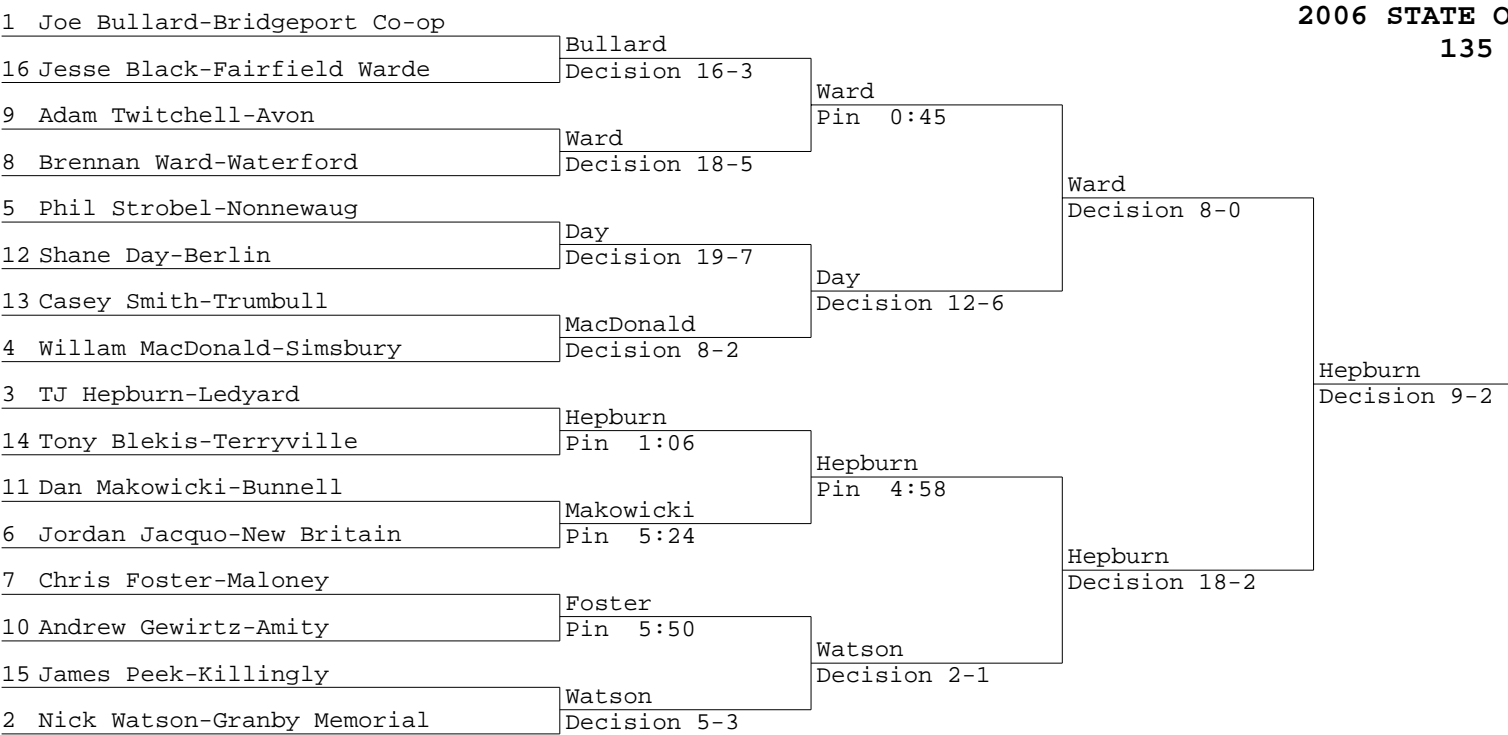 2006 STATE O
135
1 Joe Bullard-Bridgeport Co-op
Bullard
16 Jesse Black-Fairfield Warde
Decision 16-3
Ward
9 Adam Twitchell-Avon
Pin 0:45
Ward
8 Brennan Ward-Waterford
Decision 18-5
Ward
5 Phil Strobel-Nonnewaug
Decision 8-0
Day
12 Shane Day-Berlin
Decision 19-7
Day
13 Casey Smith-Trumbull
Decision 12-6
MacDonald
4 Willam MacDonald-Simsbury
Decision 8-2
Hepburn
3 TJ Hepburn-Ledyard
Decision 9-2
Hepburn
14 Tony Blekis-Terryville
Pin 1:06
Hepburn
11 Dan Makowicki-Bunnell
Pin 4:58
Makowicki
6 Jordan Jacquo-New Britain
Pin 5:24
Hepburn
7 Chris Foster-Maloney
Decision 18-2
Foster
10 Andrew Gewirtz-Amity
Pin 5:50
Watson
15 James Peek-Killingly
Decision 2-1
Watson
2 Nick Watson-Granby Memorial
Decision 5-3